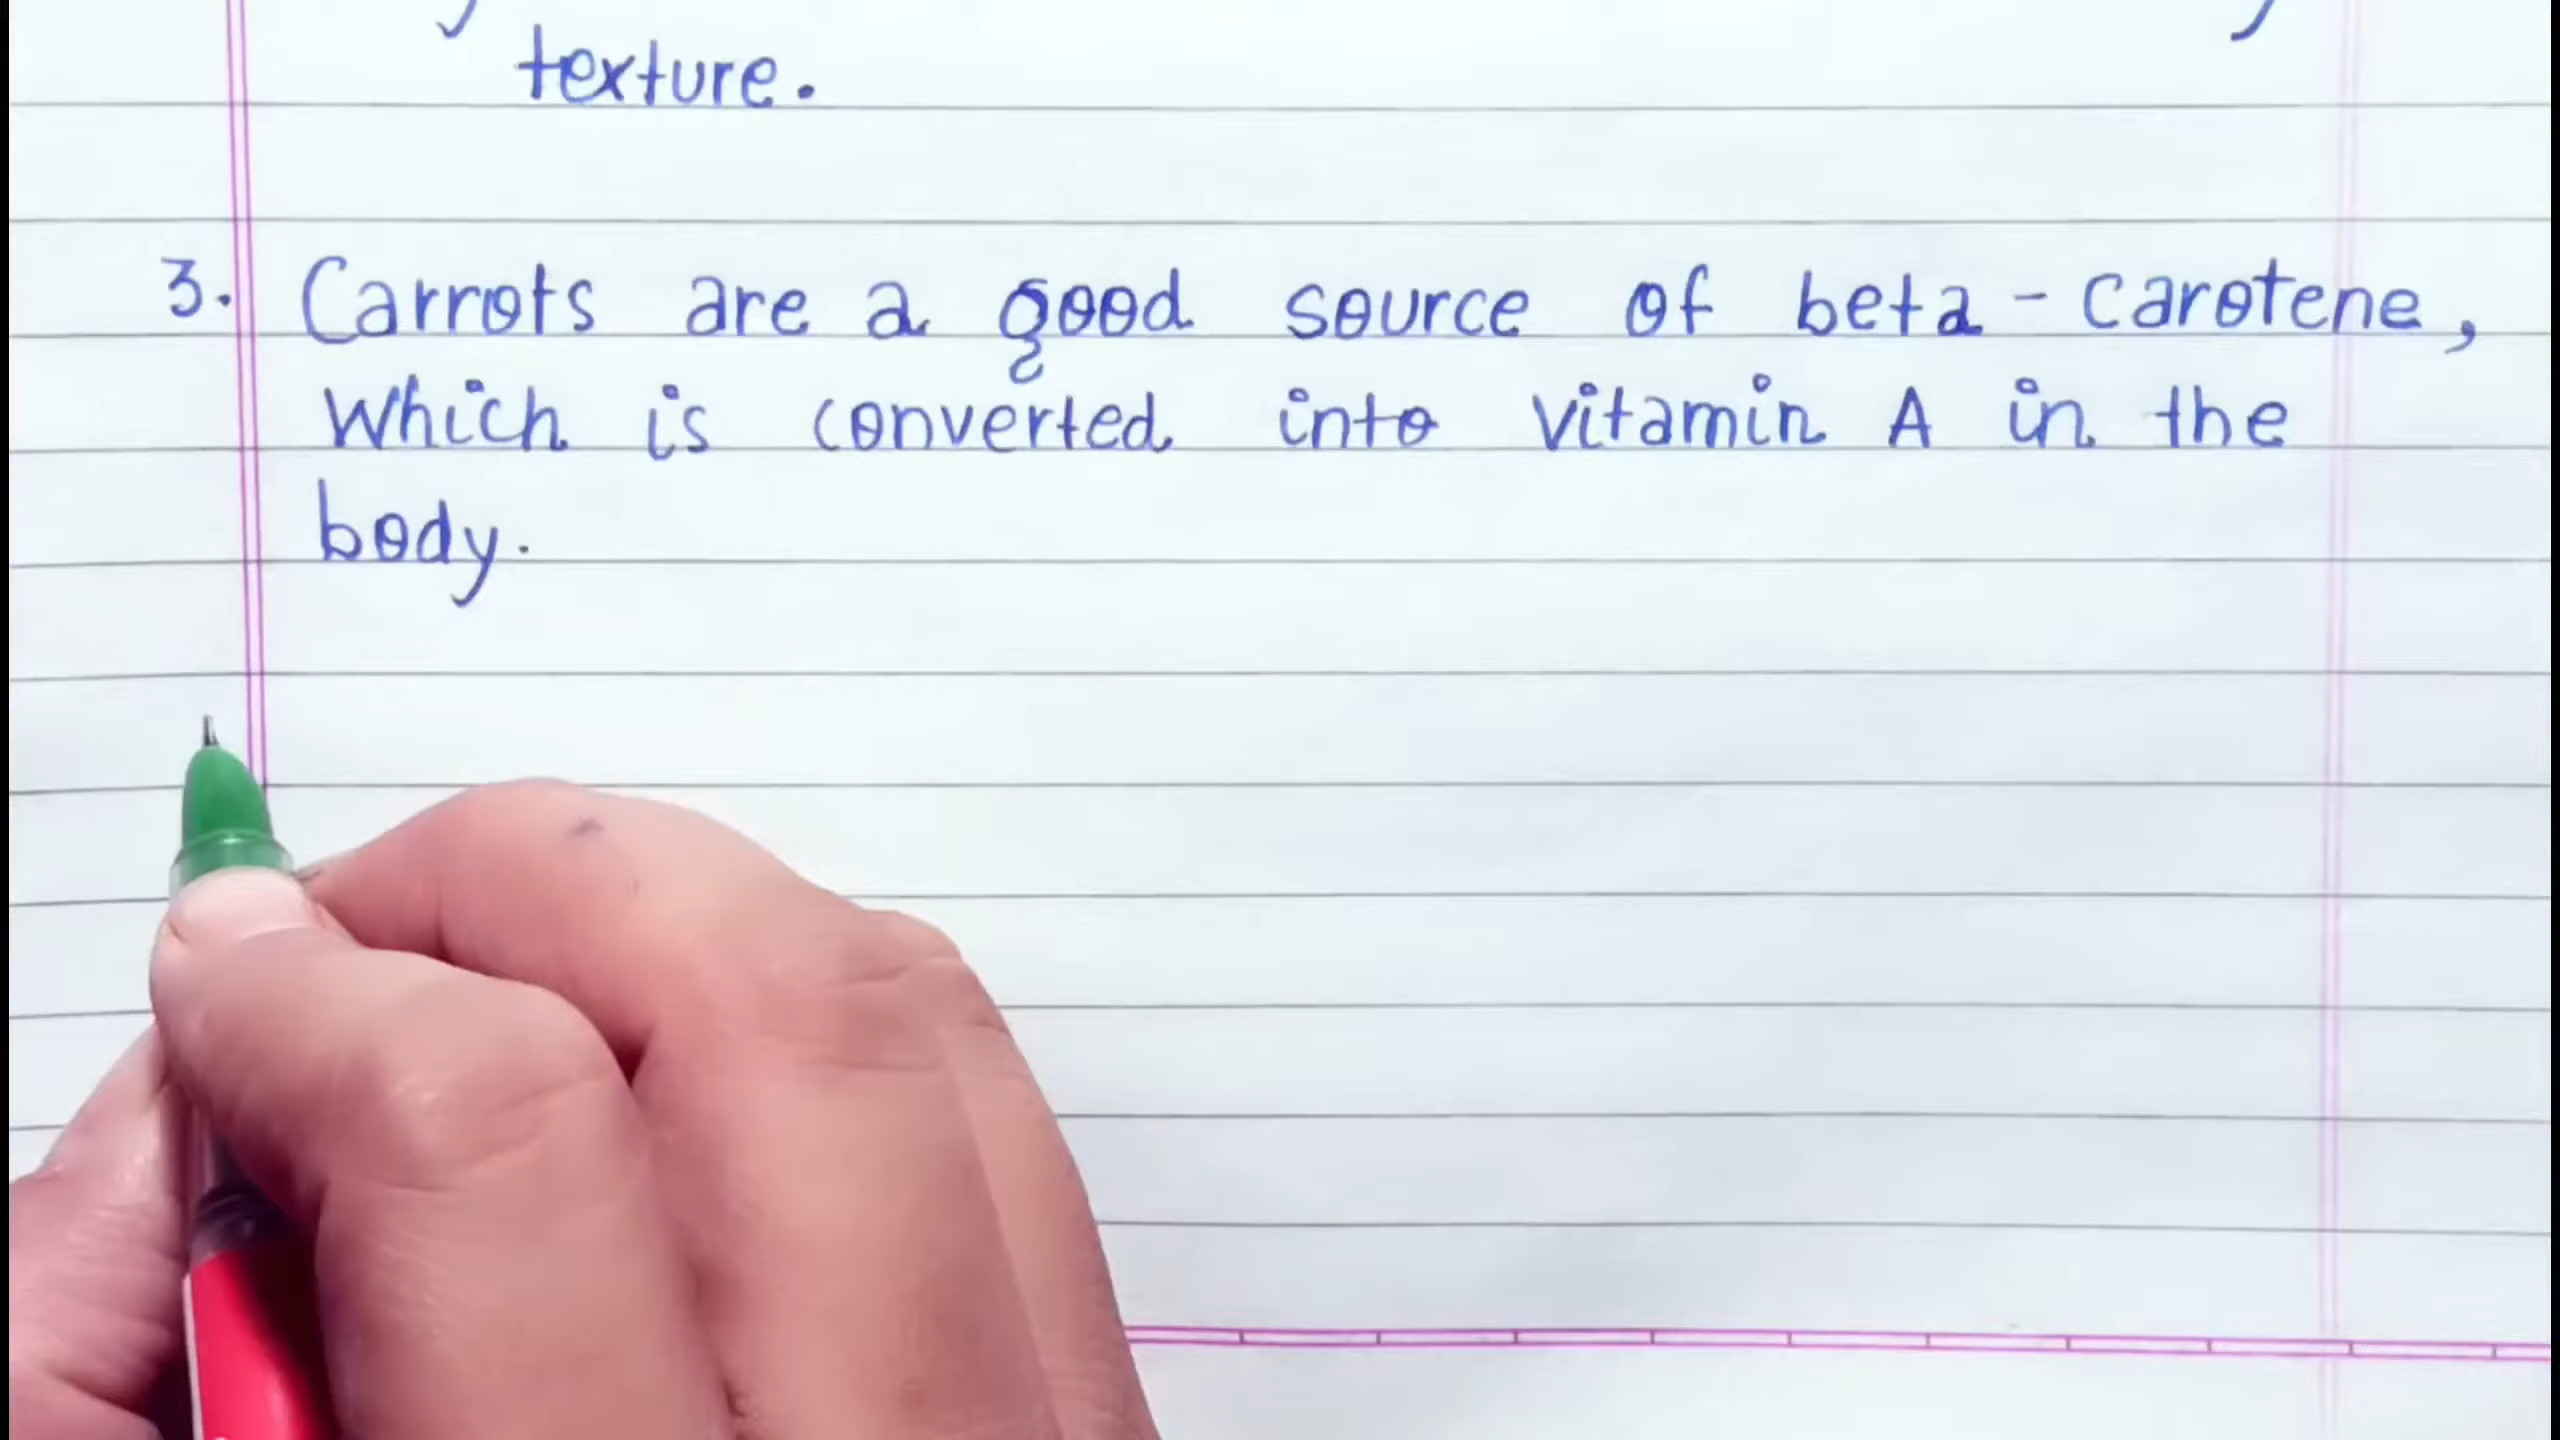 texture.
3. Carrots are a good source of beta - carotene,
Which is converted into vitamin A in the
body.